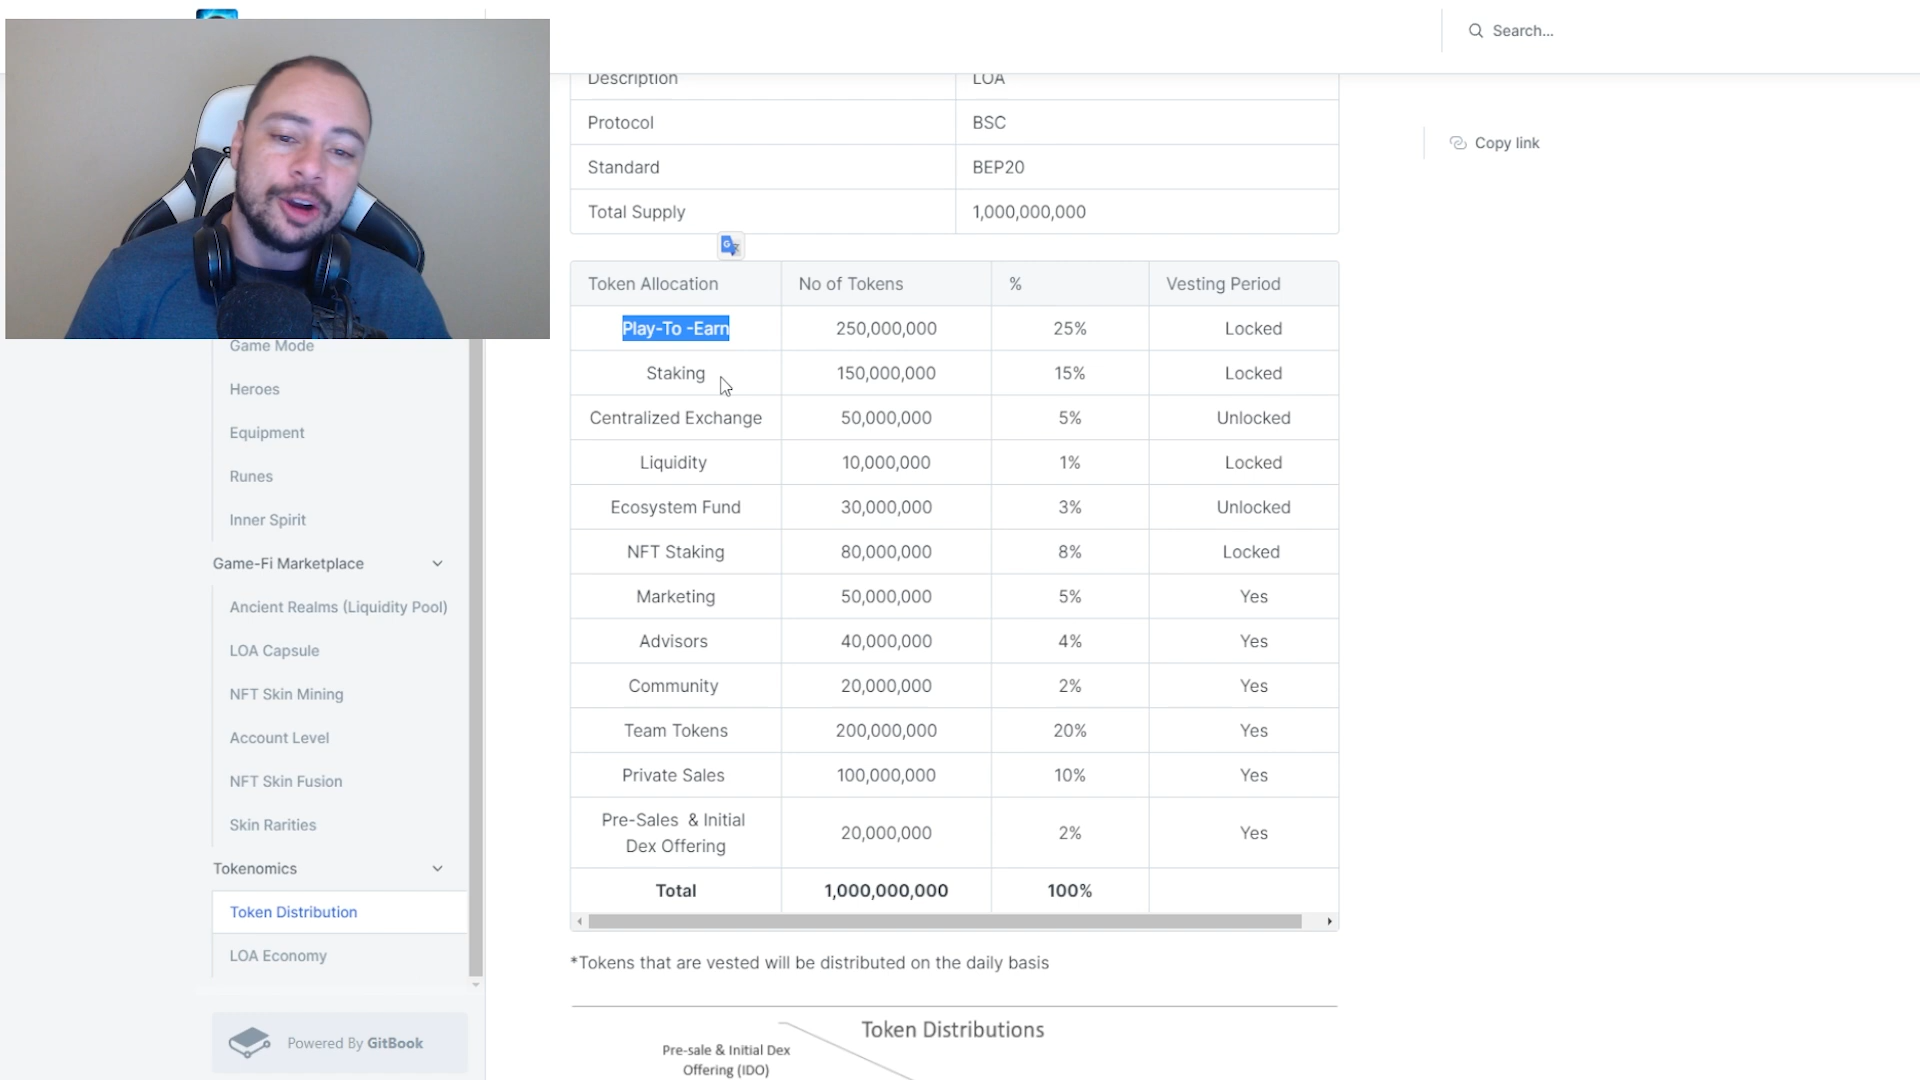 Search...
Copy link
Description LOA
Protocol BSC
Standard BEP20
Total Supply 1,000,000,000
Token Allocation No of Tokens % Vesting Period
Play-To -Earn 250,000,000 25% Locked
Staking 150,000,000 15% Locked
Centralized Exchange 50,000,000 5% Unlocked
Liquidity 10,000,000 1% Locked
Ecosystem Fund 30,000,000 3% Unlocked
NFT Staking 80,000,000 8% Locked
Marketing 50,000,000 5% Yes
Advisors 40,000,000 4% Yes
Community 20,000,000 2% Yes
Team Tokens 200,000,000 20% Yes
Private Sales 100,000,000 10% Yes
Pre-Sales & Initial
Dex Offering 20,000,000 2% Yes
Total 1,000,000,000 100%
*Tokens that are vested will be distributed on the daily basis
Token Distributions
Pre-sale & Initial Dex
Offering (IDO)
Game Mode
Heroes
Equipment
Runes
Inner Spirit
Game-Fi Marketplace
Ancient Realms (Liquidity Pool)
LOA Capsule
NFT Skin Mining
Account Level
NFT Skin Fusion
Skin Rarities
Tokenomics
Token Distribution
LOA Economy
Powered By GitBook